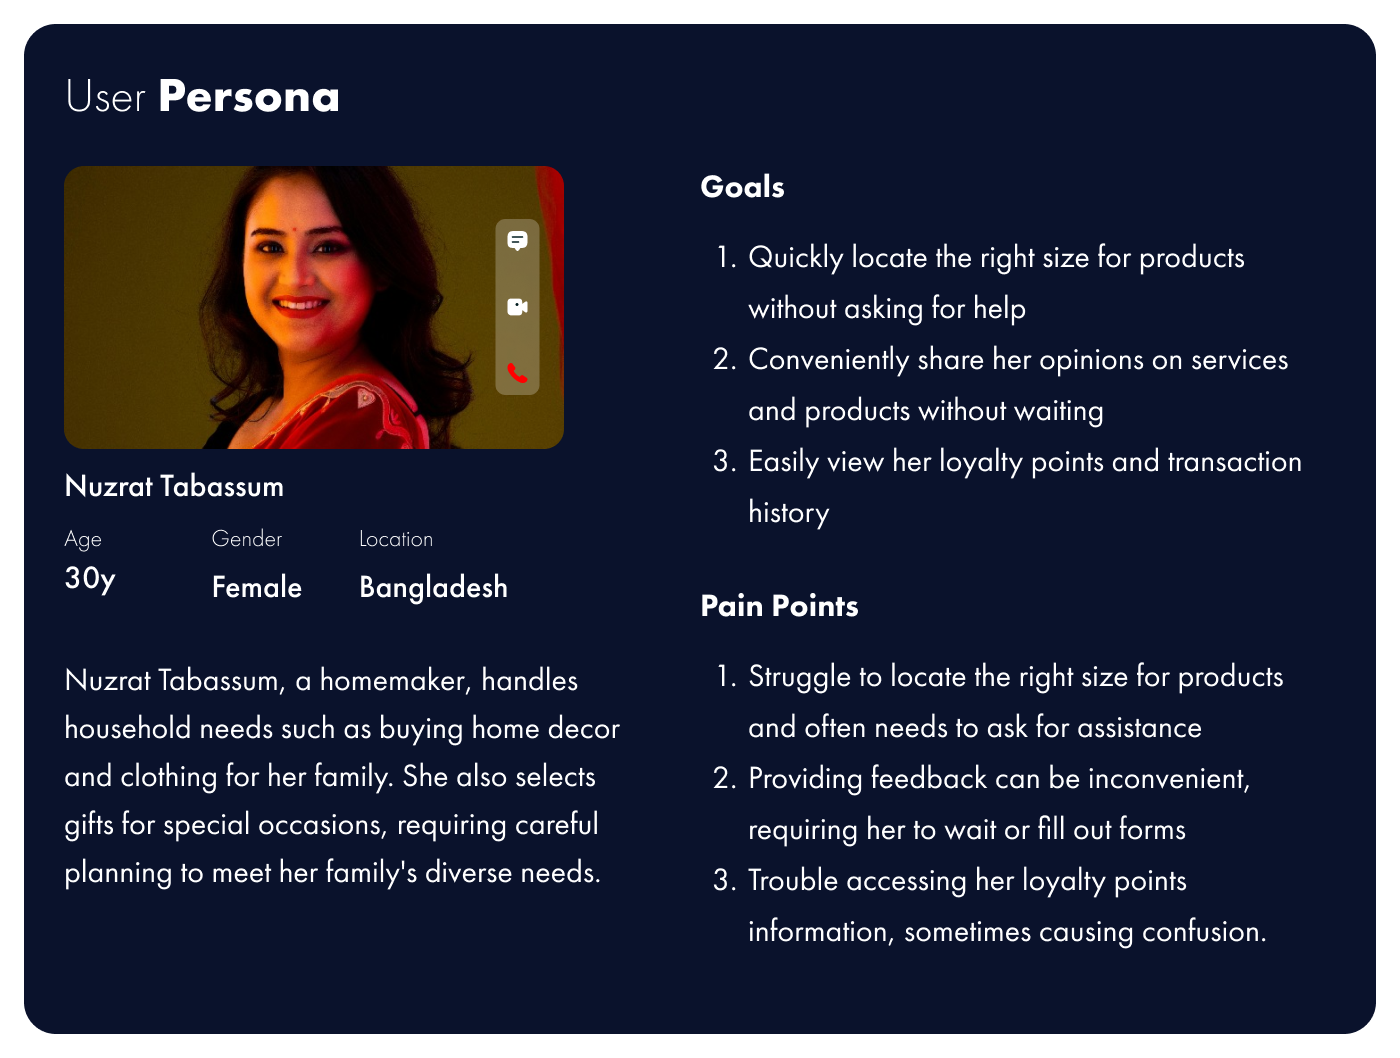 User Persona
Nuzrat Tabassum
Age Gender Location
30y Female Bangladesh
Nuzrat Tabassum, a homemaker, handles
household needs such as buying home decor
and clothing for her family. She also selects
gifts for special occasions, requiring careful
planning to meet her family's diverse needs.
Goals
1. Quickly locate the right size for products
without asking for help
2. Conveniently share her opinions on services
and products without waiting
3. Easily view her loyalty points and transaction
history
Pain Points
1. Struggle to locate the right size for products
and often needs to ask for assistance
2. Providing feedback can be inconvenient,
requiring her to wait or fill out forms
3. Trouble accessing her loyalty points
information, sometimes causing confusion.